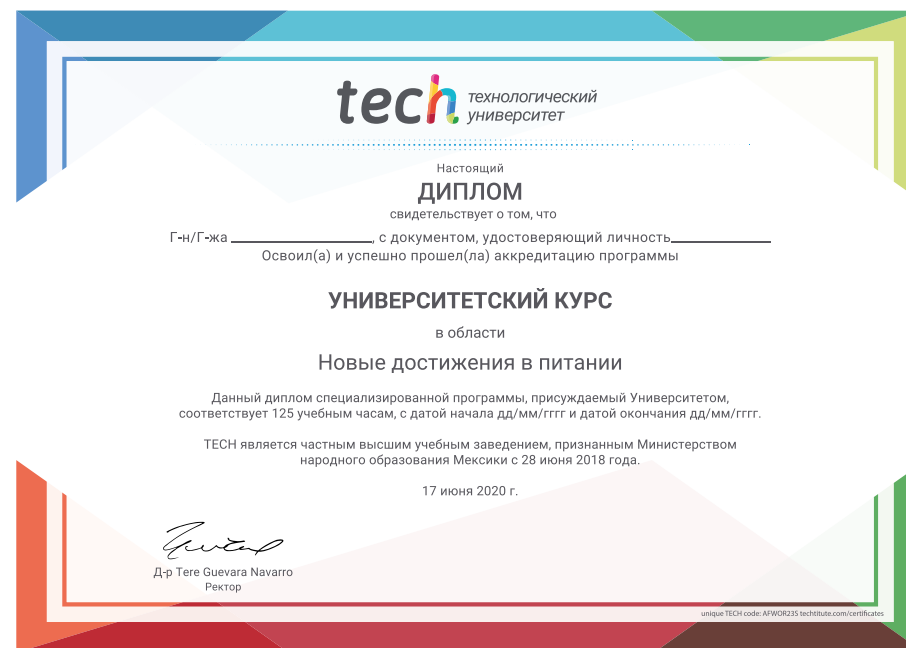 tech технологический
университет
Настоящий
ДИПЛОМ
свидетельствует о том, что
Г-н/Г-жа ____________________, с документом, удостоверяющий личность______________
Освоил(а) и успешно прошел(ла) аккредитацию программы
УНИВЕРСИТЕТСКИЙ КУРС
в области
Новые достижения в питании
Данный диплом специализированной программы, присуждаемый Университетом,
соответствует 125 учебным часам, с датой начала дд/мм/гггг и датой окончания дд/мм/гггг.
TECH является частным высшим учебным заведением, признанным Министерством
народного образования Мексики с 28 июня 2018 года.
17 июня 2020 г.
Д-р Tere Guevara Navarro
Ректор
unique TECH code: AFWOR23S techtitute.com/certificates